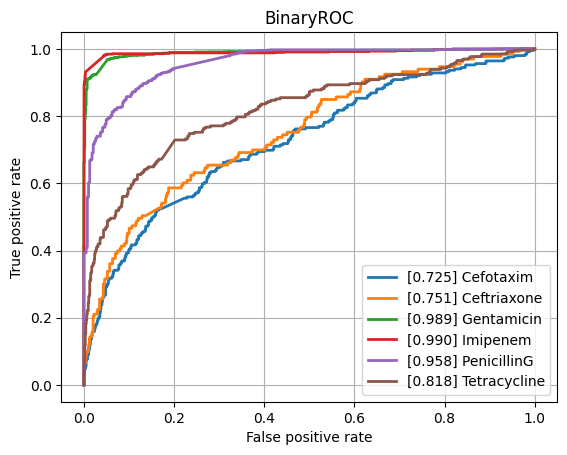 BinaryROC
True positive rate
1.0
0.8
0.6
0.4
0.2
0.0
[0.725] Cefotaxim
[0.751] Ceftriaxone
[0.989] Gentamicin
[0.990] Imipenem
[0.958] PenicillinG
[0.818] Tetracycline
0.0 0.2 0.4 0.6 0.8 1.0
False positive rate